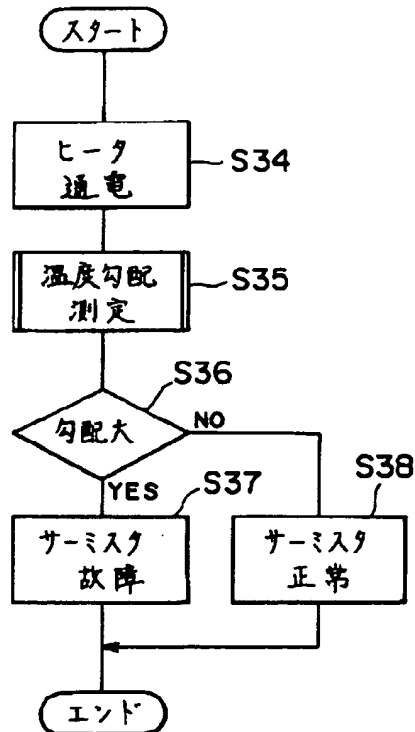 スタート
ヒータ
通電
S34
温度勾配
測定
S35
S36
勾配大
NO
YES
S37
サーミスタ
故障
S38
サーミスタ
正常
エンド